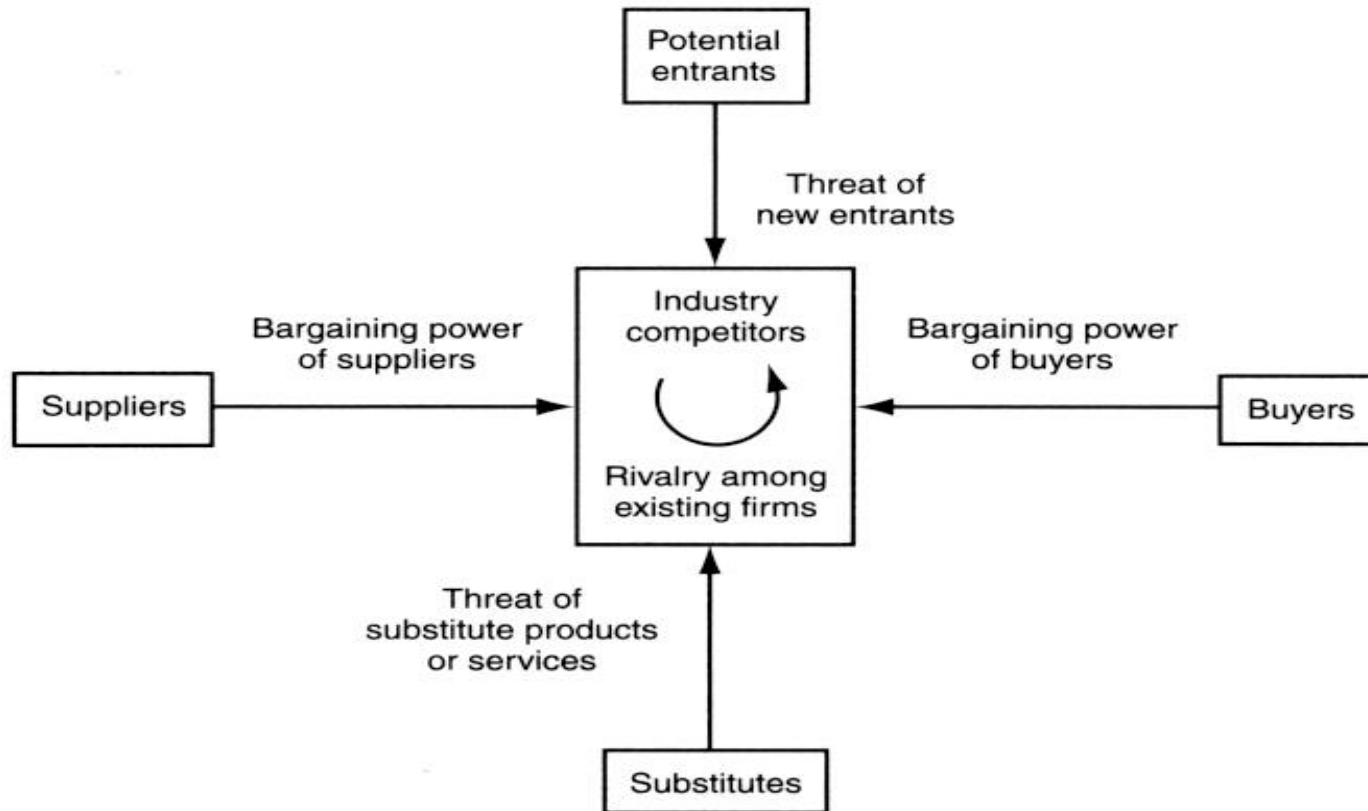 Potential
entrants
Threat of
new entrants
Industry
competitors
Bargaining power
of suppliers
Bargaining power
of buyers
Suppliers
Buyers
Rivalry among
existing firms
Threat of
substitute products
or services
Substitutes